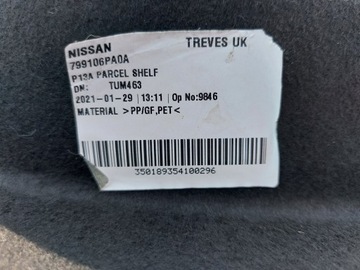 NISSAN TREVES UK
799106PA0A
P13A PARCEL SHELF
DN: TUM463
2021-01-29 | 13:11 | Op No:9846
MATERIAL >PP/GF,PET<
350189354100296